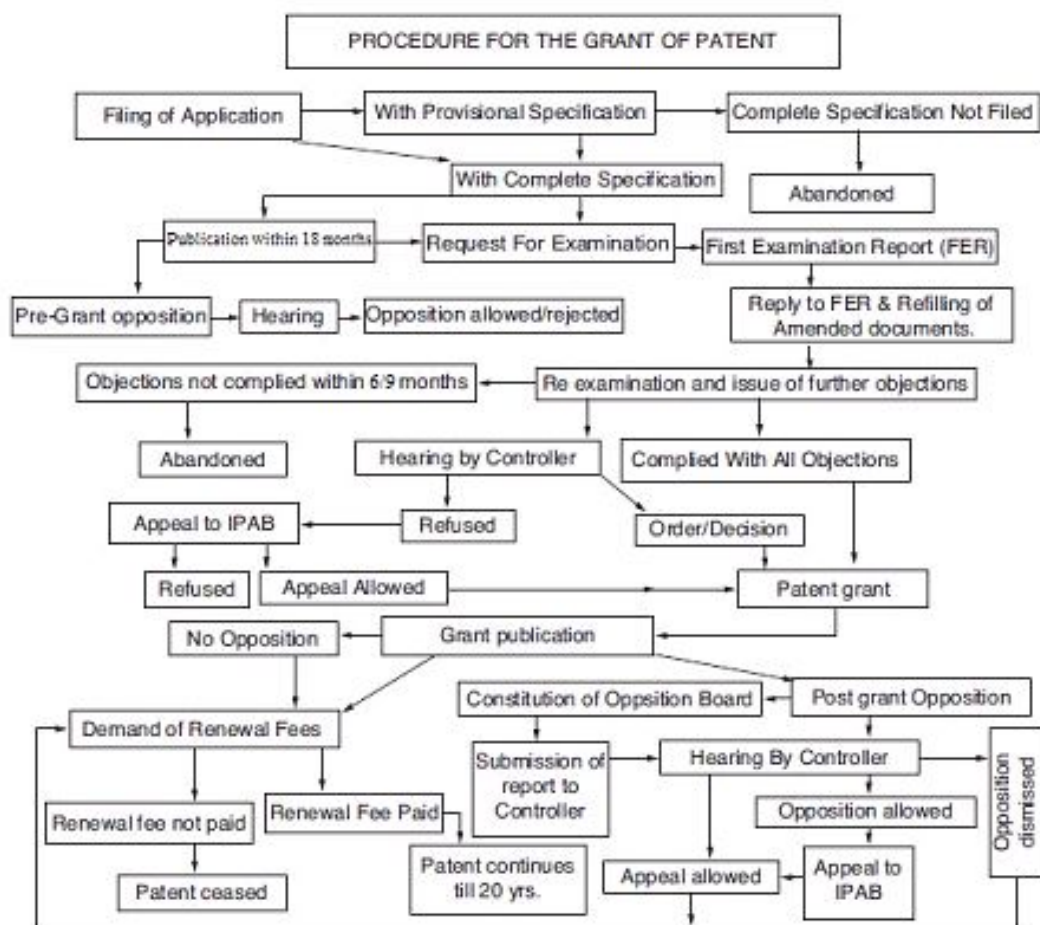 PROCEDURE FOR THE GRANT OF PATENT
Filing of Application
With Provisional Specification
Complete Specification Not Filed
With Complete Specification
Abandoned
Publication within 18 months
Request For Examination
First Examination Report (FER)
Pre-Grant opposition
Hearing
Opposition allowed/rejected
Reply to FER & Refilling of
Amended documents.
Objections not complied within 6/9 months
Re examination and issue of further objections
Abandoned
Hearing by Controller
Complied With All Objections
Appeal to IPAB
Refused
Order/Decision
Refused
Appeal Allowed
Patent grant
No Opposition
Grant publication
Constitution of Oppsition Board
Post grant Opposition
Demand of Renewal Fees
Submission of
report to
Controller
Hearing By Controller
Opposition
dismissed
Renewal fee not paid
Renewal Fee Paid
Opposition allowed
Patent ceased
Patent continues
till 20 yrs.
Appeal allowed
Appeal to
IPAB